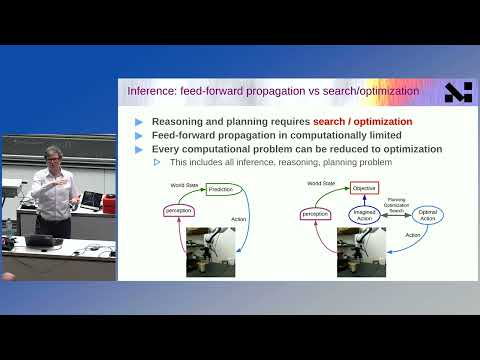 Inference: feed-forward propagation vs search/optimization
Reasoning and planning requires search / optimization
Feed-forward propagation in computationally limited
Every computational problem can be reduced to optimization
This includes all inference, reasoning, planning problem
World State
Prediction
perception
Action
World State
Objective
perception
Imagined
Action
Planning
Optimization
Search
Optimal
Action
Action